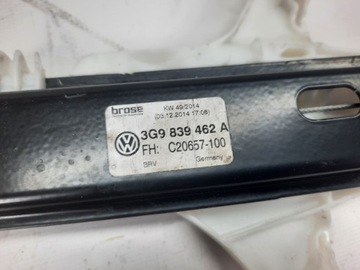 brose KW 49/2014
(03.12.2014 17:08)
3G9 839 462 A
FH: C20657-100
BRV Germany